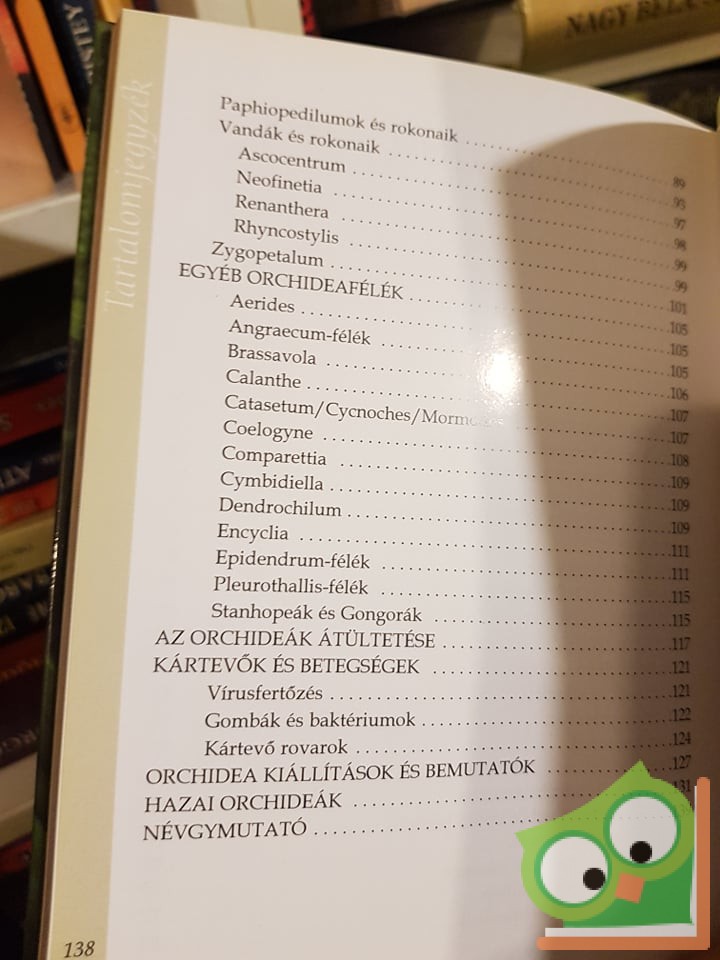 NAGY BÉLA
Tartalomjegyzék
Paphiopedilumok és rokonaik ..... 89
Vandák és rokonaik ..... 93
Ascocentrum ..... 97
Neofinetia ..... 98
Renanthera ..... 99
Rhyncostylis ..... 99
Zygopetalum ..... 101
EGYÉB ORCHIDEAFÉLÉK ..... 105
Aerides ..... 105
Angraecum-félék ..... 105
Brassavola ..... 106
Calanthe ..... 107
Catasetum/Cycnoches/ ..... 107
Coelogyne ..... 108
Comparettia ..... 109
Cymbidiella ..... 109
Dendrochilum ..... 109
Encyclia ..... 111
Epidendrum-félék ..... 111
Pleurothallis-félék ..... 115
Stanhopeák és Gongorák ..... 115
AZ ORCHIDEÁK ÁTÜLTETÉSE ..... 117
KÁRTEVŐK ÉS BETEGSÉGEK ..... 121
Vírusfertőzés ..... 121
Gombák és baktériumok ..... 122
Kártevő rovarok ..... 124
ORCHIDEA KIÁLLÍTÁSOK ÉS BEMUTATÓK ..... 127
HAZAI ORCHIDEÁK ..... 131
NÉVGYMUTATÓ .....
138